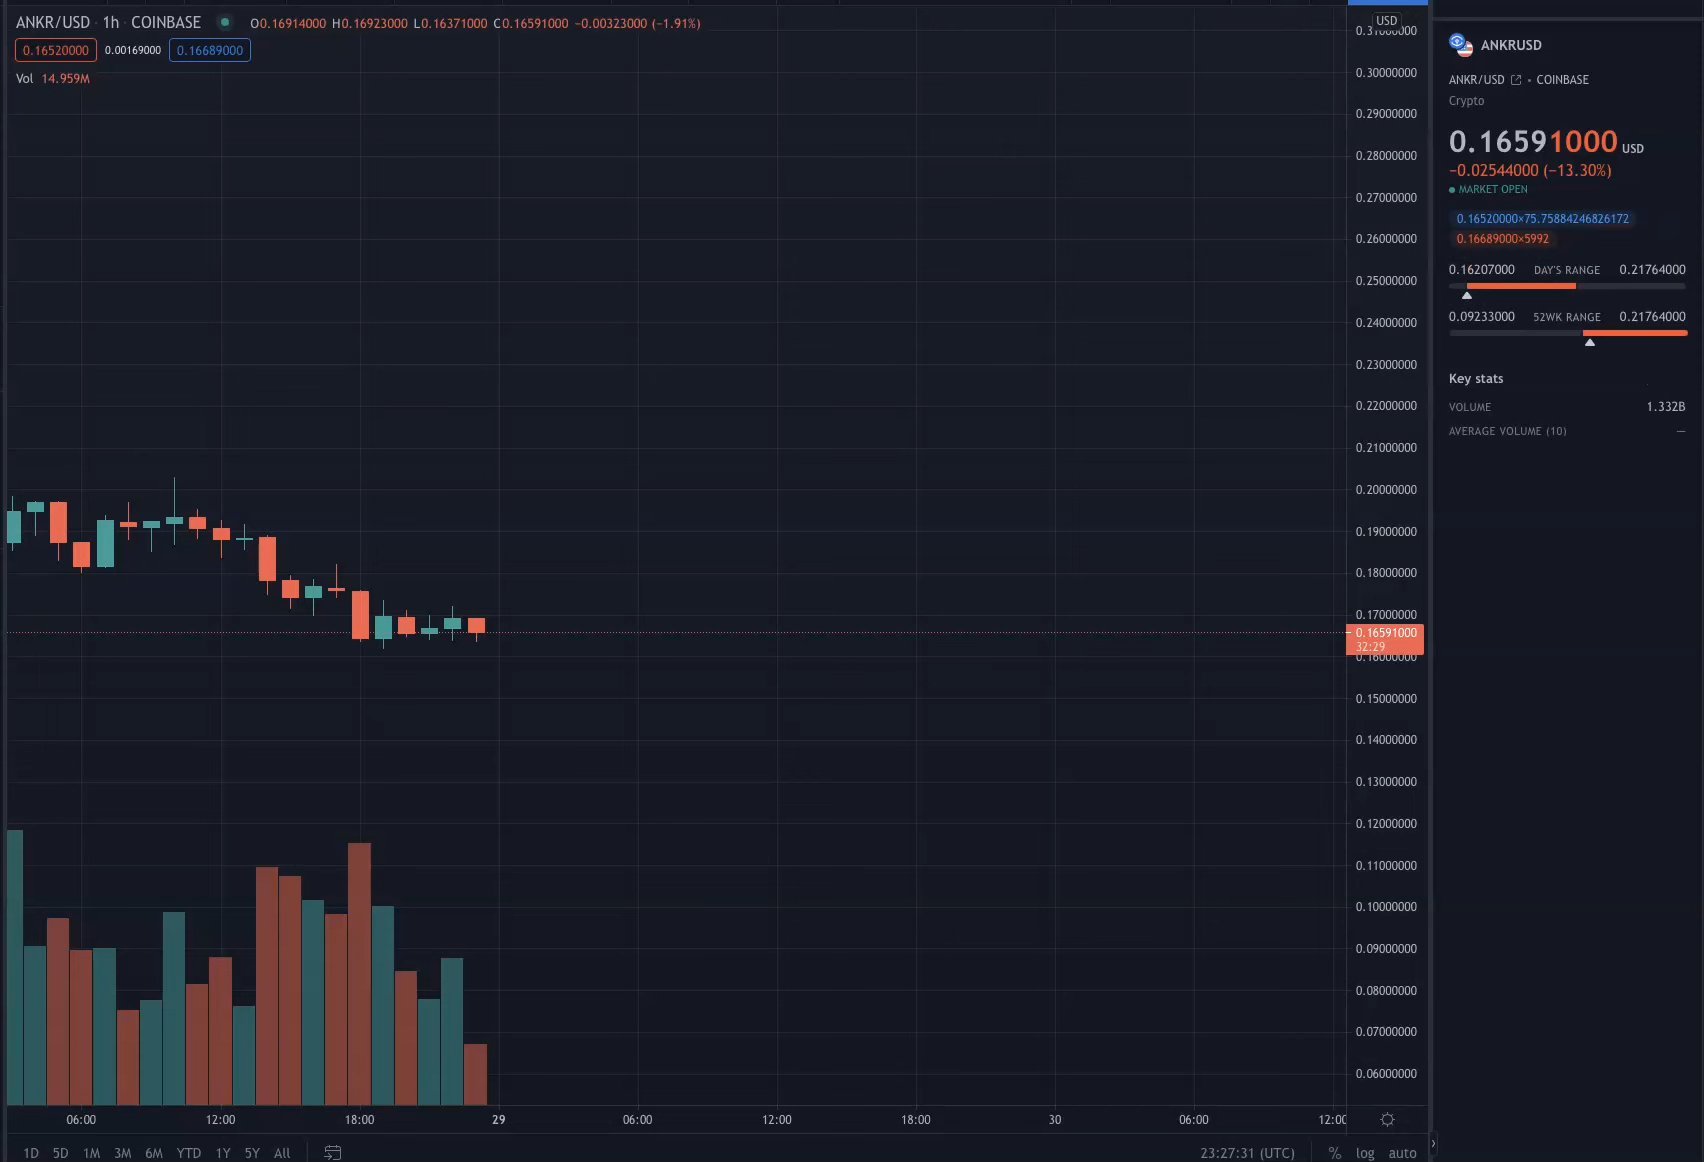 ANKR/USD · 1h · COINBASE O0.16914000 H0.16923000 L0.16371000 C0.16591000 −0.00323000 (−1.91%)
0.16520000 0.00169000 0.16689000
Vol 14.959M
USD
0.31000000
0.30000000
0.29000000
0.28000000
0.27000000
0.26000000
0.25000000
0.24000000
0.23000000
0.22000000
0.21000000
0.20000000
0.19000000
0.18000000
0.17000000
0.16591000
32:29
0.16000000
0.15000000
0.14000000
0.13000000
0.12000000
0.11000000
0.10000000
0.09000000
0.08000000
0.07000000
0.06000000
06:00 12:00 18:00 29 06:00 12:00 18:00 30 06:00 12:00
1D 5D 1M 3M 6M YTD 1Y 5Y All 23:27:31 (UTC) % log auto
ANKRUSD
ANKR/USD • COINBASE
Crypto
0.16591000 USD
−0.02544000 (−13.30%)
MARKET OPEN
0.16520000×75.75884246826172
0.16689000×5992
0.16207000 DAY'S RANGE 0.21764000
0.09233000 52WK RANGE 0.21764000
Key stats
VOLUME 1.332B
AVERAGE VOLUME (10) —